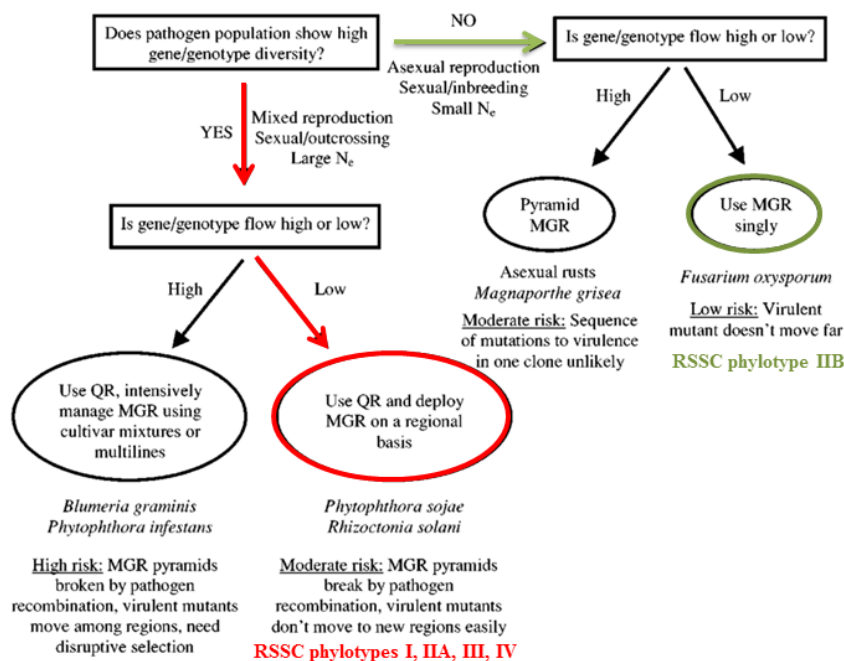 Does pathogen population show high
gene/genotype diversity?
NO
Asexual reproduction
Sexual/inbreeding
Small Ne
Is gene/genotype flow high or low?
High
Low
YES
Mixed reproduction
Sexual/outcrossing
Large Ne
Is gene/genotype flow high or low?
High
Low
Pyramid
MGR
Asexual rusts
Magnaporthe grisea
Moderate risk: Sequence
of mutations to virulence
in one clone unlikely
Use MGR
singly
Fusarium oxysporum
Low risk: Virulent
mutant doesn't move far
RSSC phylotype IIB
Use QR, intensively
manage MGR using
cultivar mixtures or
multilines
Blumeria graminis
Phytophthora infestans
High risk: MGR pyramids
broken by pathogen
recombination, virulent mutants
move among regions, need
disruptive selection
Use QR and deploy
MGR on a regional
basis
Phytophthora sojae
Rhizoctonia solani
Moderate risk: MGR pyramids
break by pathogen
recombination, virulent mutants
don't move to new regions easily
RSSC phylotypes I, IIA, III, IV